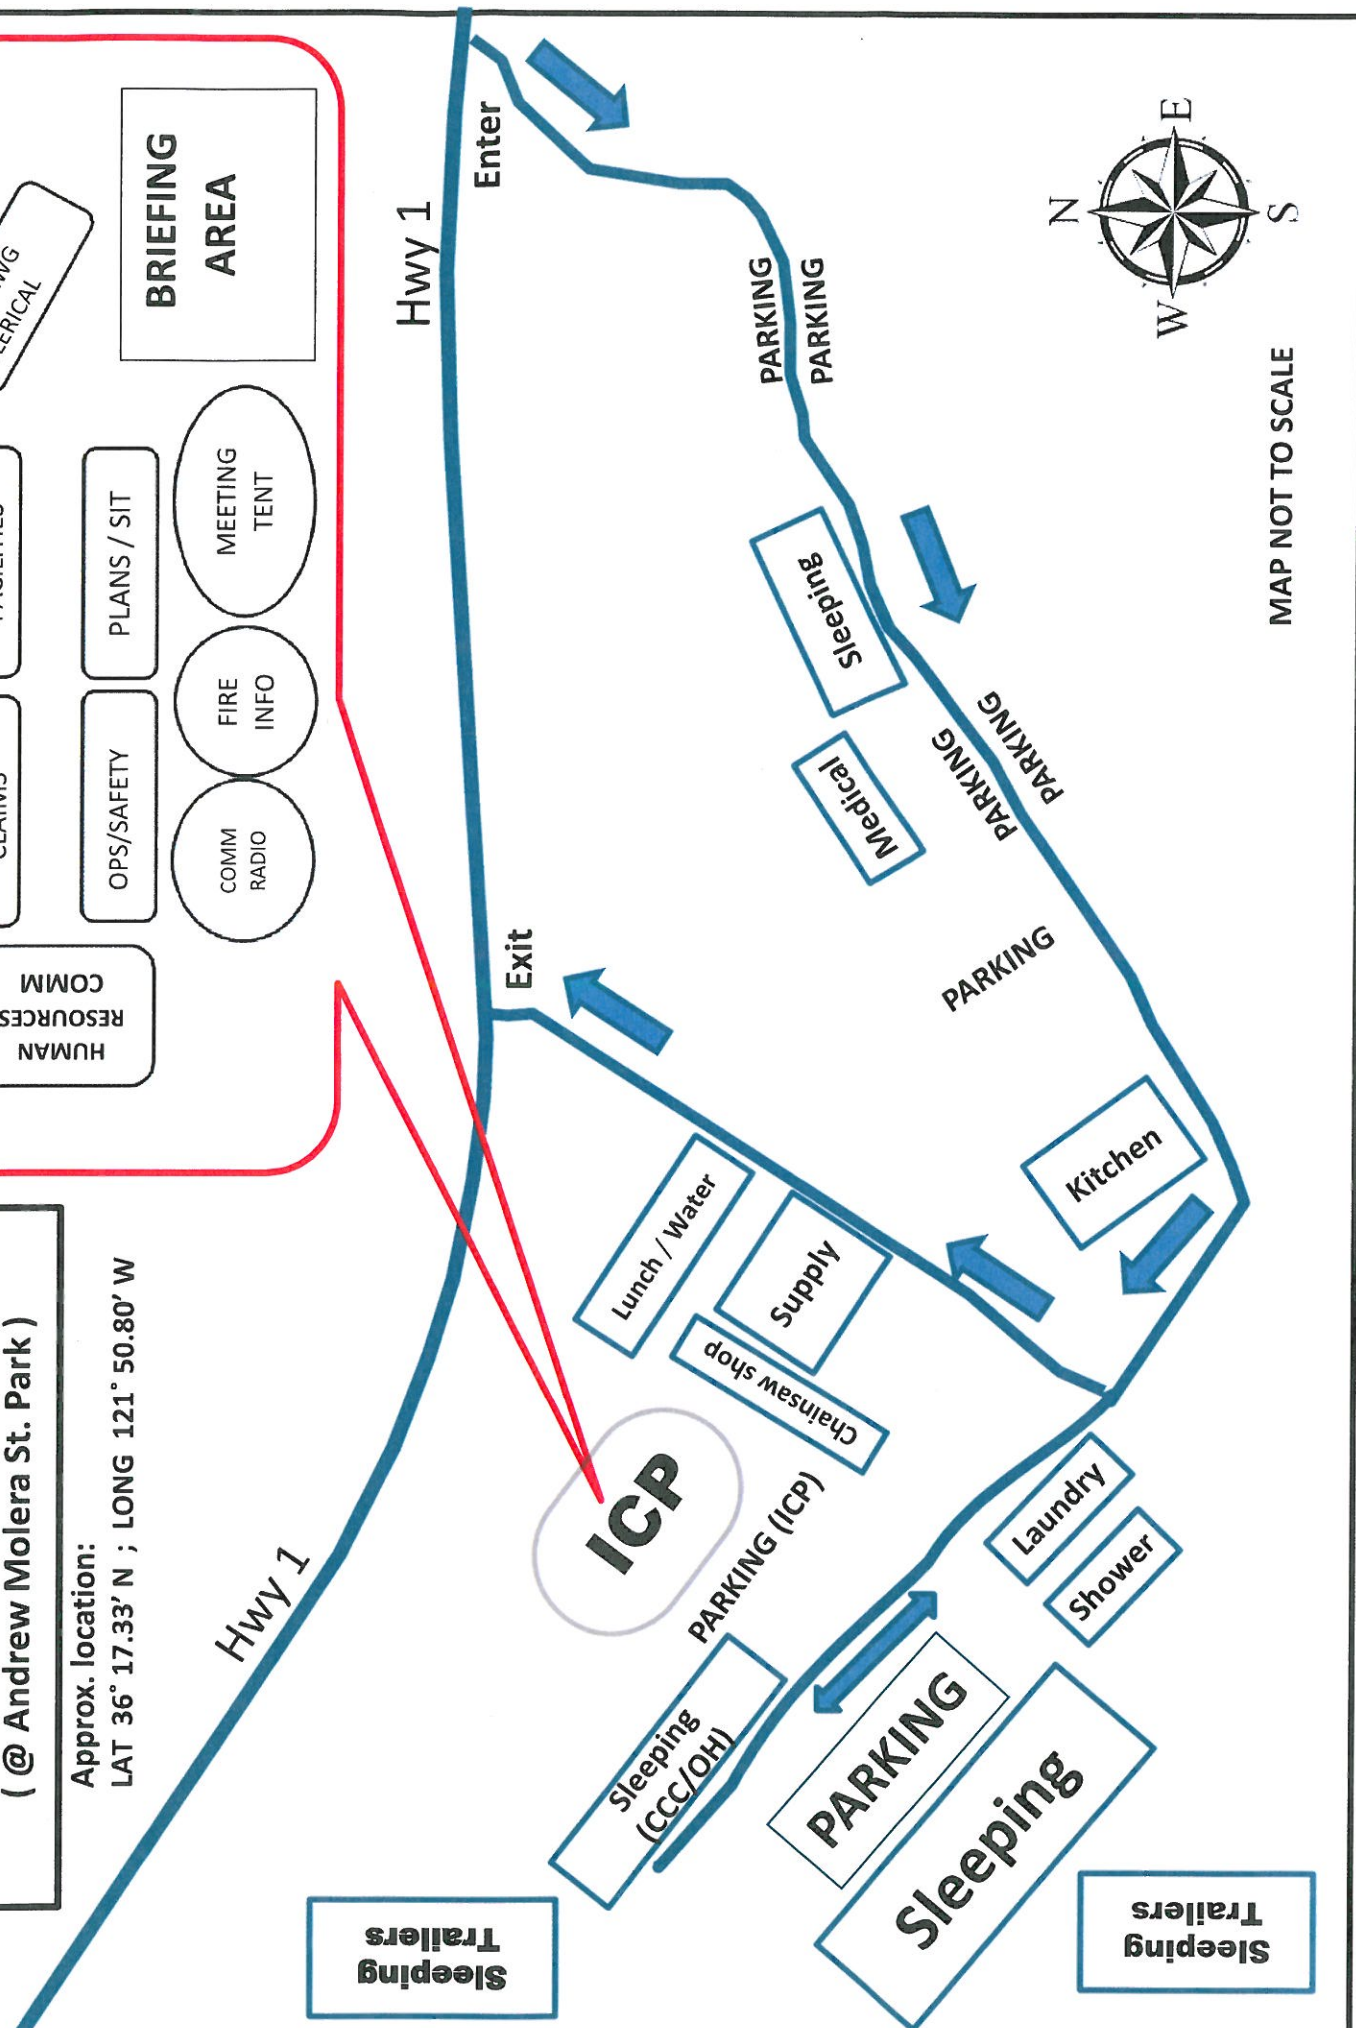 ( @ Andrew Molera St. Park )
Approx. location:
LAT 36° 17.33' N ; LONG 121° 50.80' W
HUMAN
RESOURCES
COMM
OPS/SAFETY
PLANS / SIT
COMM
RADIO
FIRE
INFO
MEETING
TENT
BRIEFING
AREA
Hwy 1
Hwy 1
Enter
Exit
PARKING
PARKING
Sleeping
Medical
PARKING
PARKING
PARKING
Kitchen
Lunch / Water
Supply
Chainsaw shop
ICP
PARKING (ICP)
Laundry
Shower
Sleeping
(CCC/OH)
PARKING
Sleeping
Sleeping
Trailers
Sleeping
Trailers
MAP NOT TO SCALE
N
E
S
W